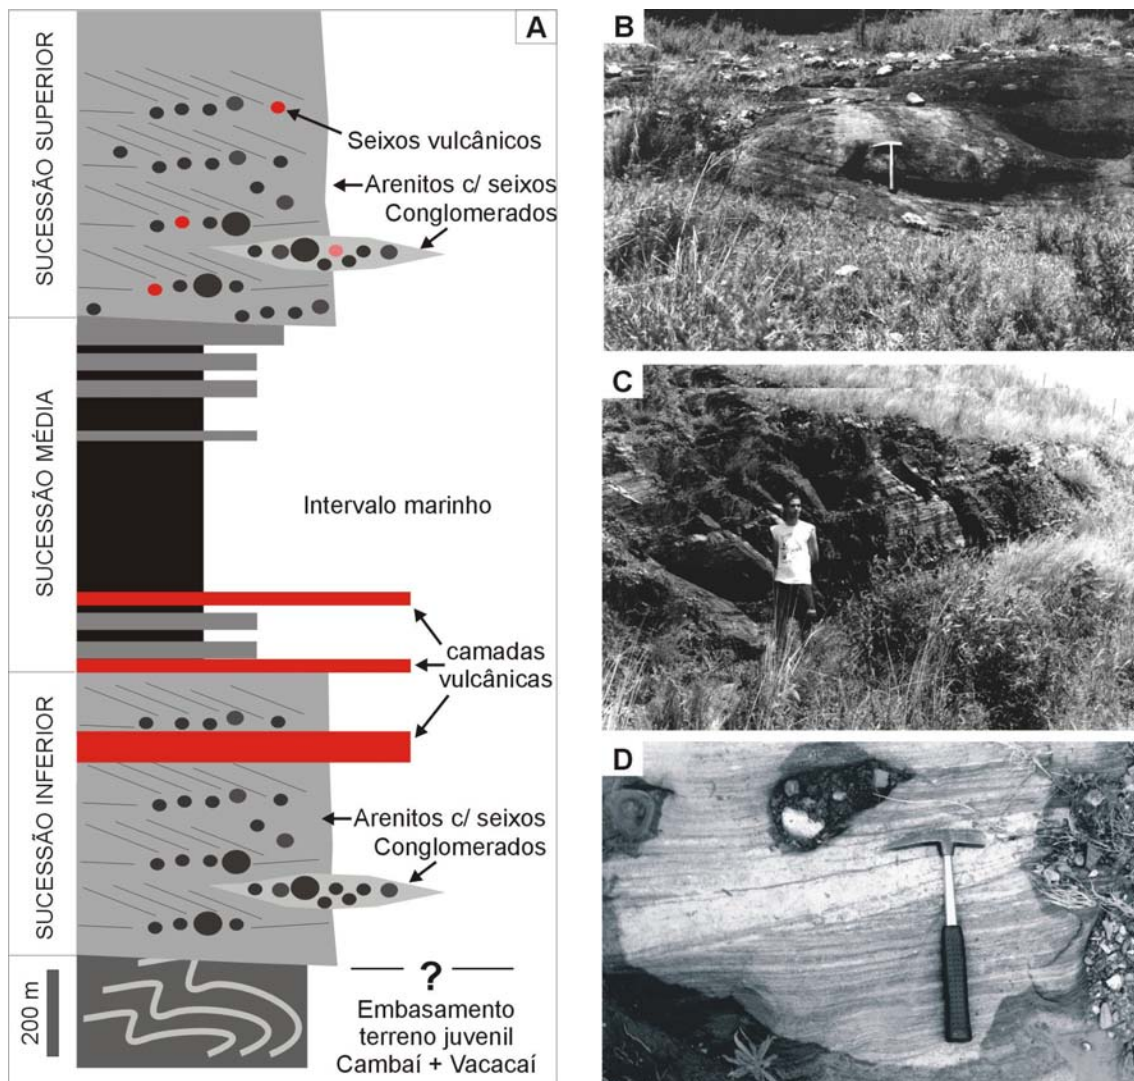 A
SUCESSÃO SUPERIOR
Seixos vulcânicos
Arenitos c/ seixos
Conglomerados
SUCESSÃO MÉDIA
Intervalo marinho
camadas
vulcânicas
SUCESSÃO INFERIOR
Arenitos c/ seixos
Conglomerados
200 m
?
Embasamento
terreno juvenil
Cambaí + Vacacaí
B
C
D